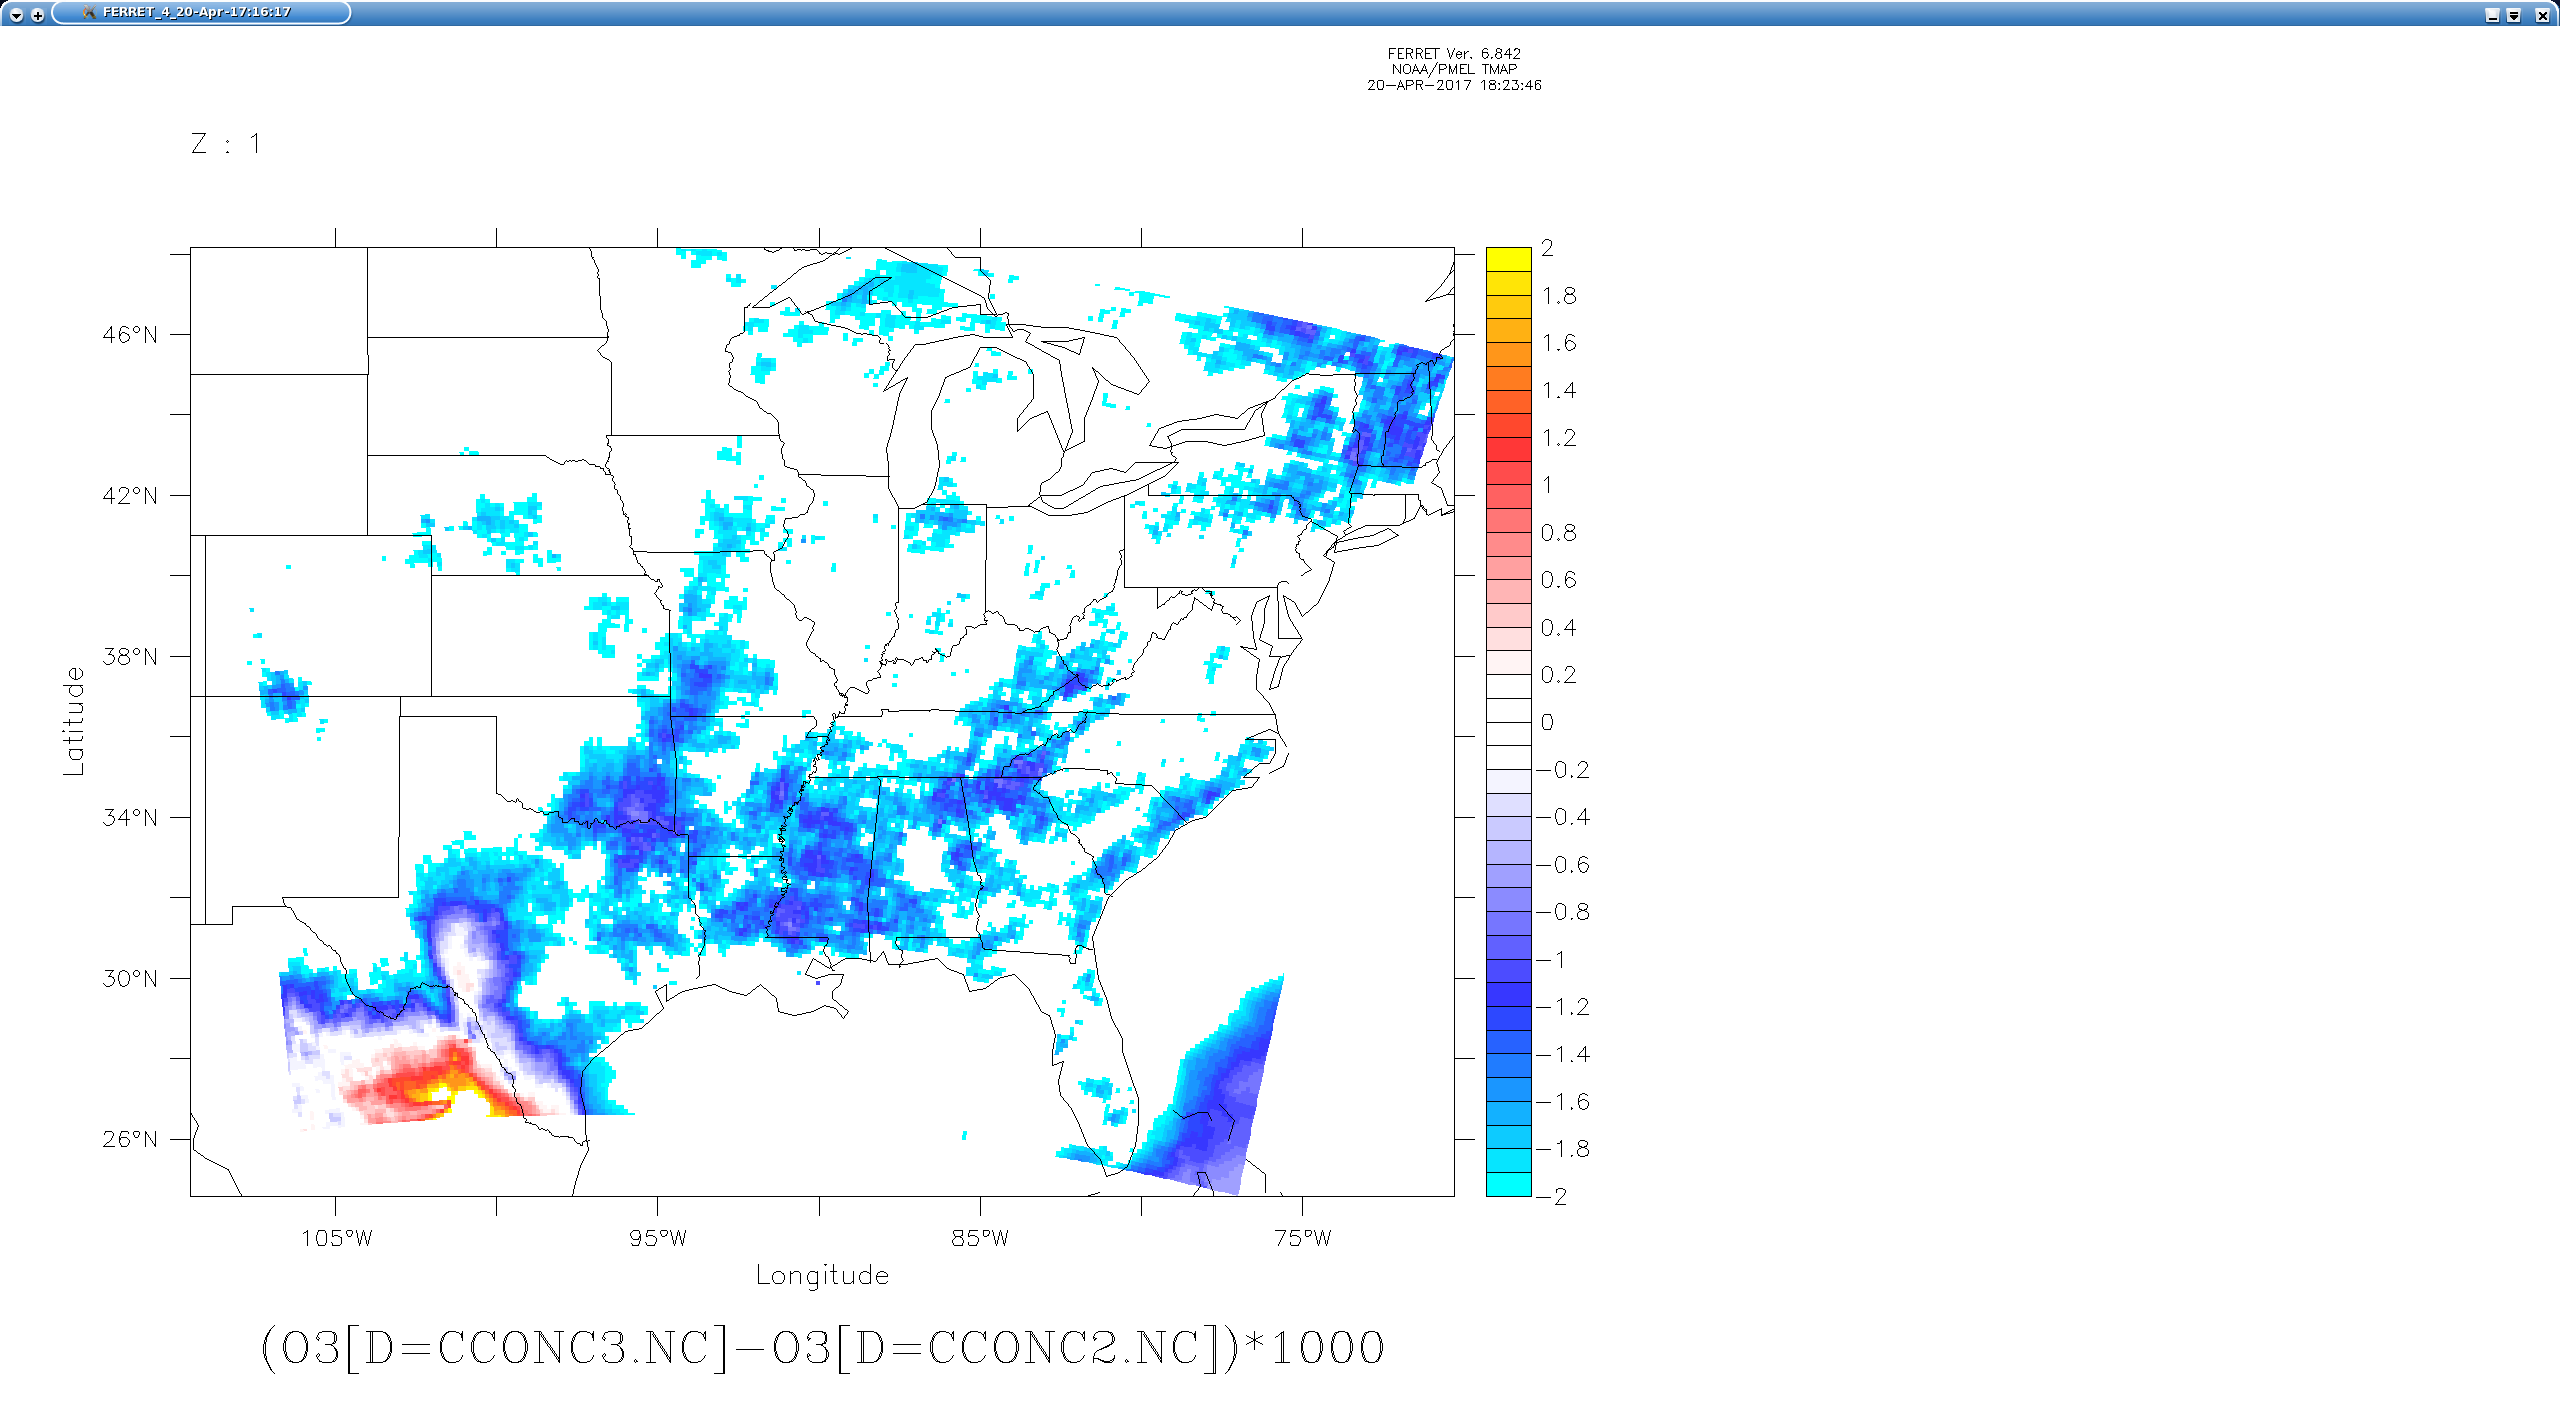 FERRET_4_20-Apr-17:16:17
FERRET Ver. 6.842
NOAA/PMEL TMAP
20-APR-2017 18:23:46
Z : 1
46°N
42°N
38°N
34°N
30°N
26°N
Latitude
105°W 95°W 85°W 75°W
Longitude
2
1.8
1.6
1.4
1.2
1
0.8
0.6
0.4
0.2
0
-0.2
-0.4
-0.6
-0.8
-1
-1.2
-1.4
-1.6
-1.8
-2
(O3[D=CCONC3.NC]-O3[D=CCONC2.NC])*1000